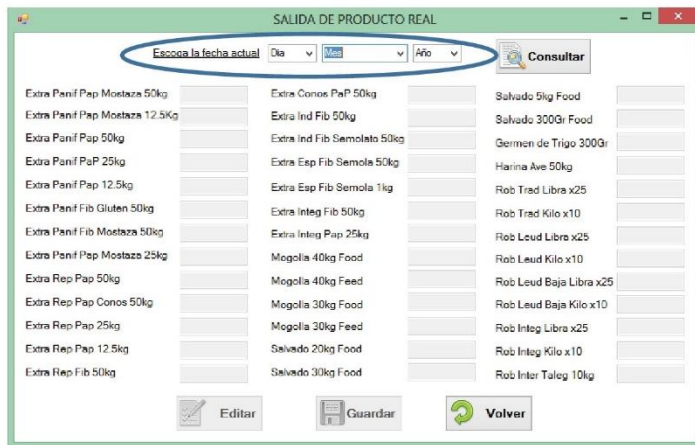 SALIDA DE PRODUCTO REAL
Escoga la fecha actual Dia Mes Año Consultar
Extra Panif Pap Mostaza 50kg
Extra Panif Pap Mostaza 12.5Kg
Extra Panif Pap 50kg
Extra Panif PaP 25kg
Extra Panif Pap 12.5kg
Extra Panif Fib Gluten 50kg
Extra Panif Fib Mostaza 50kg
Extra Panif Pap Mostaza 25kg
Extra Rep Pap 50kg
Extra Rep Pap Conos 50kg
Extra Rep Pap 25kg
Extra Rep Pap 12.5kg
Extra Rep Fib 50kg
Extra Conos PaP 50kg
Extra Ind Fib 50kg
Extra Ind Fib Semolato 50kg
Extra Esp Fib Semola 50kg
Extra Esp Fib Semola 1kg
Extra Integ Fib 50kg
Extra Integ Pap 25kg
Mogolla 40kg Food
Mogolla 40kg Feed
Mogolla 30kg Food
Mogolla 30kg Feed
Salvado 20kg Food
Salvado 30kg Food
Salvado 5kg Food
Salvado 300Gr Food
Germen de Trigo 300Gr
Harina Ave 50kg
Rob Trad Libra x25
Rob Trad Kilo x10
Rob Leud Libra x25
Rob Leud Kilo x10
Rob Leud Baja Libra x25
Rob Leud Baja Kilo x10
Rob Integ Libra x25
Rob Integ Kilo x10
Rob Inter Taleg 10kg
Editar Guardar Volver